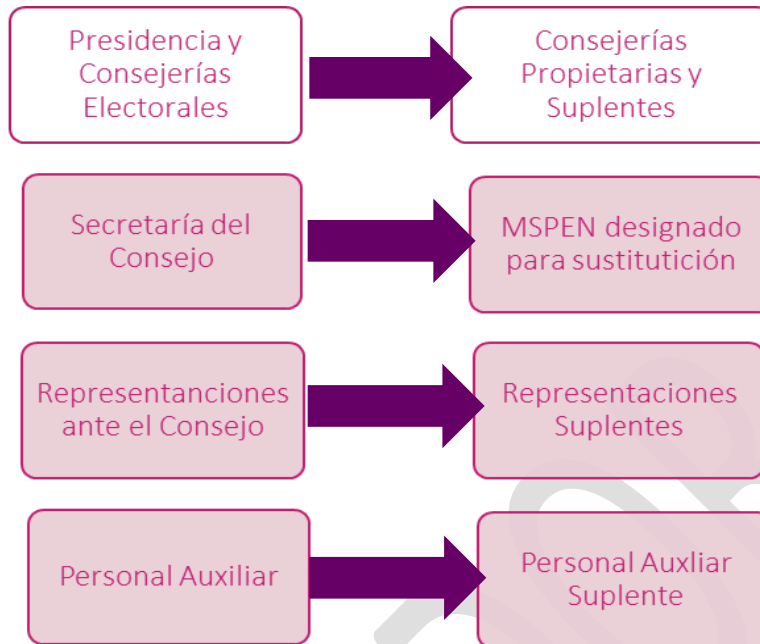 Presidencia y
Consejerías
Electorales
Consejerías
Propietarias y
Suplentes
Secretaría del
Consejo
MSPEN designado
para sustitutición
Representanciones
ante el Consejo
Representaciones
Suplentes
Personal Auxiliar
Personal Auxliar
Suplente